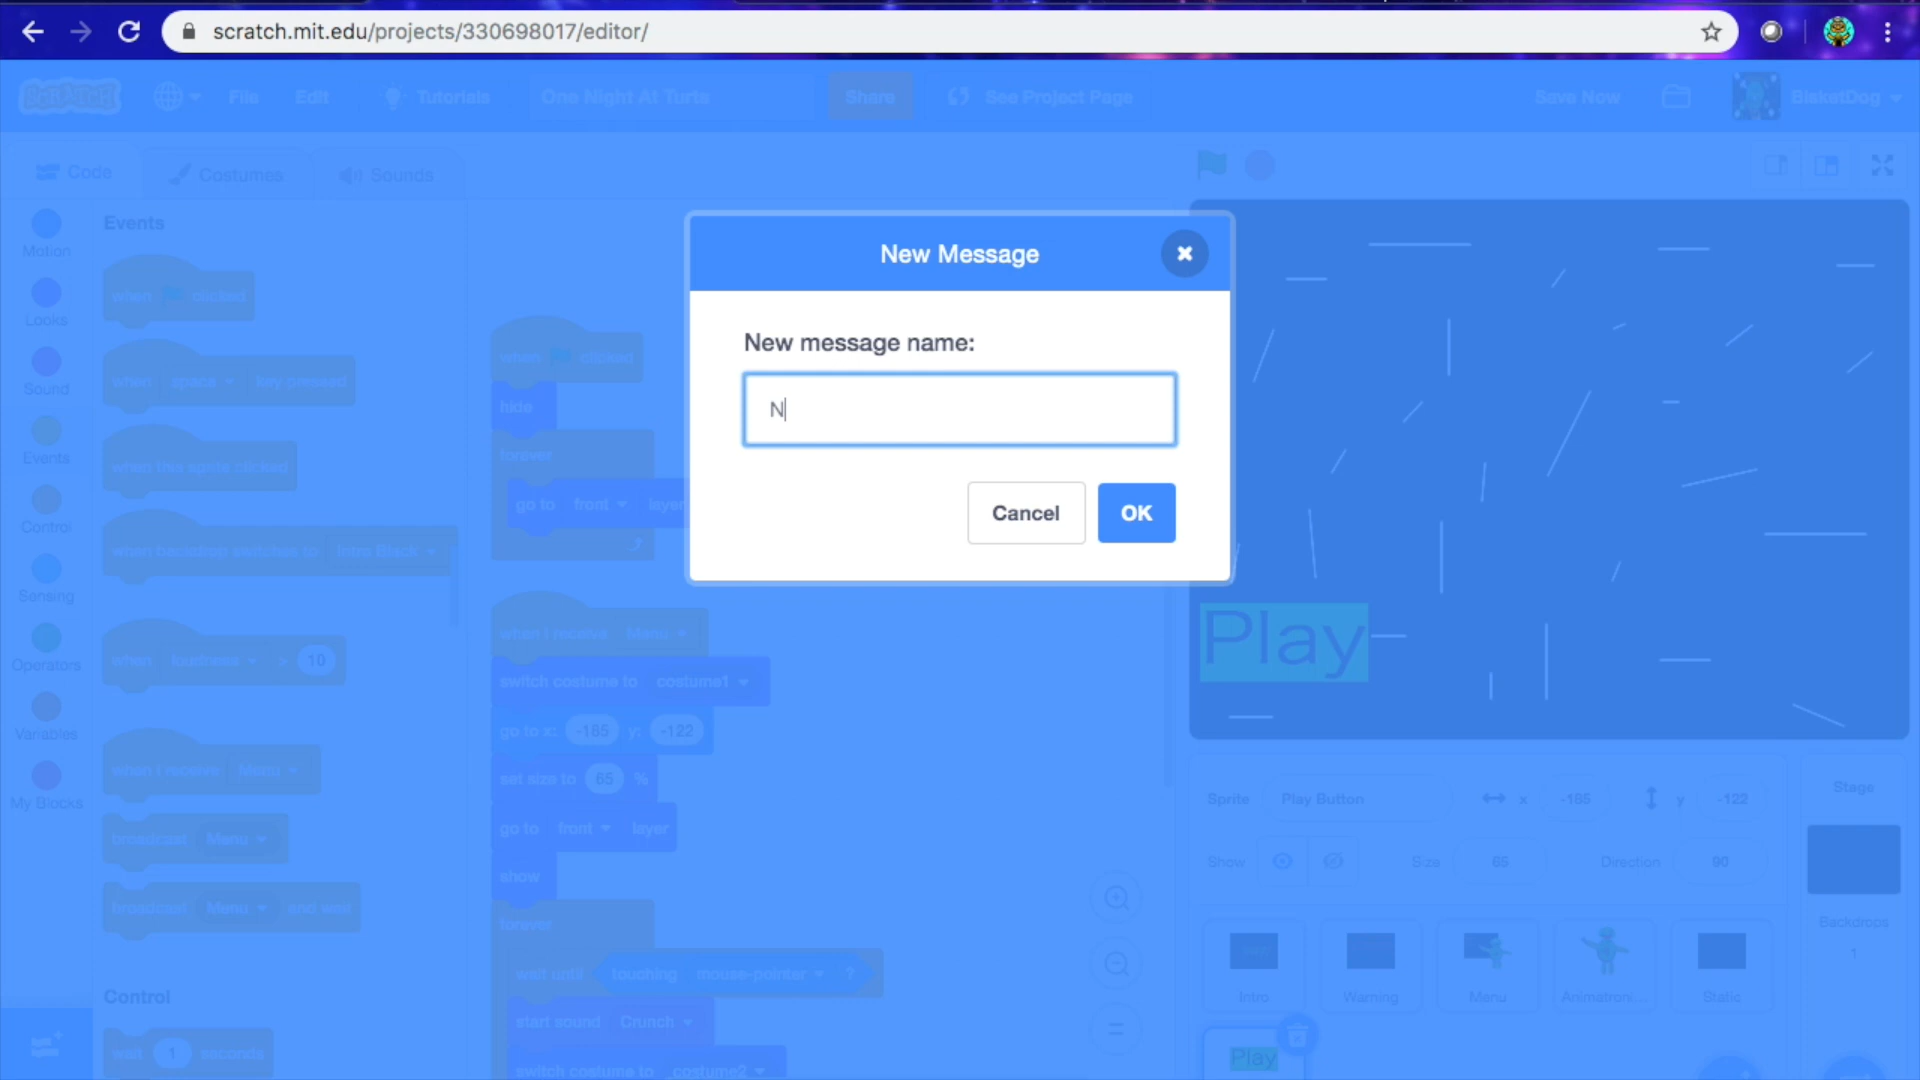 scratch.mit.edu/projects/330698017/editor/
SCRATCH
File
Edit
Tutorials
One Night At Turts
Share
See Project Page
Save Now
BlaketDog
Code
Costumes
Sounds
Motion
Looks
Sound
Events
Control
Sensing
Operators
Variables
My Blocks
Events
when clicked
when space key pressed
when this sprite clicked
when backdrop switches to Intro Black
when loudness > 10
when I receive Menu
broadcast Menu
broadcast Menu and wait
Control
wait 1 seconds
when clicked
hide
forever
go to front layer
when I receive Menu
switch costume to costume1
go to x: -185 y: -122
set size to 65 %
go to front layer
show
forever
wait until touching mouse-pointer ?
start sound Crunch
switch costume to costume2
New Message
New message name:
N
Cancel
OK
Play
Sprite
Play Button
x -185
y -122
Show
Size 65
Direction 90
Stage
Backdrops
1
Intro
Warning
Menu
Animatroni...
Static
Play